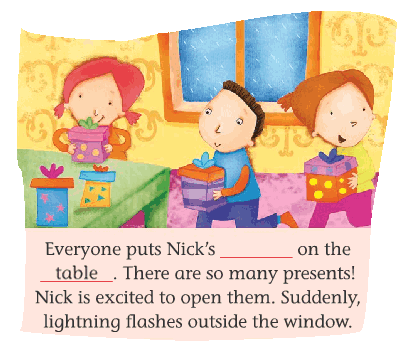 Everyone puts Nick's ________ on the
table. There are so many presents!
Nick is excited to open them. Suddenly,
lightning flashes outside the window.